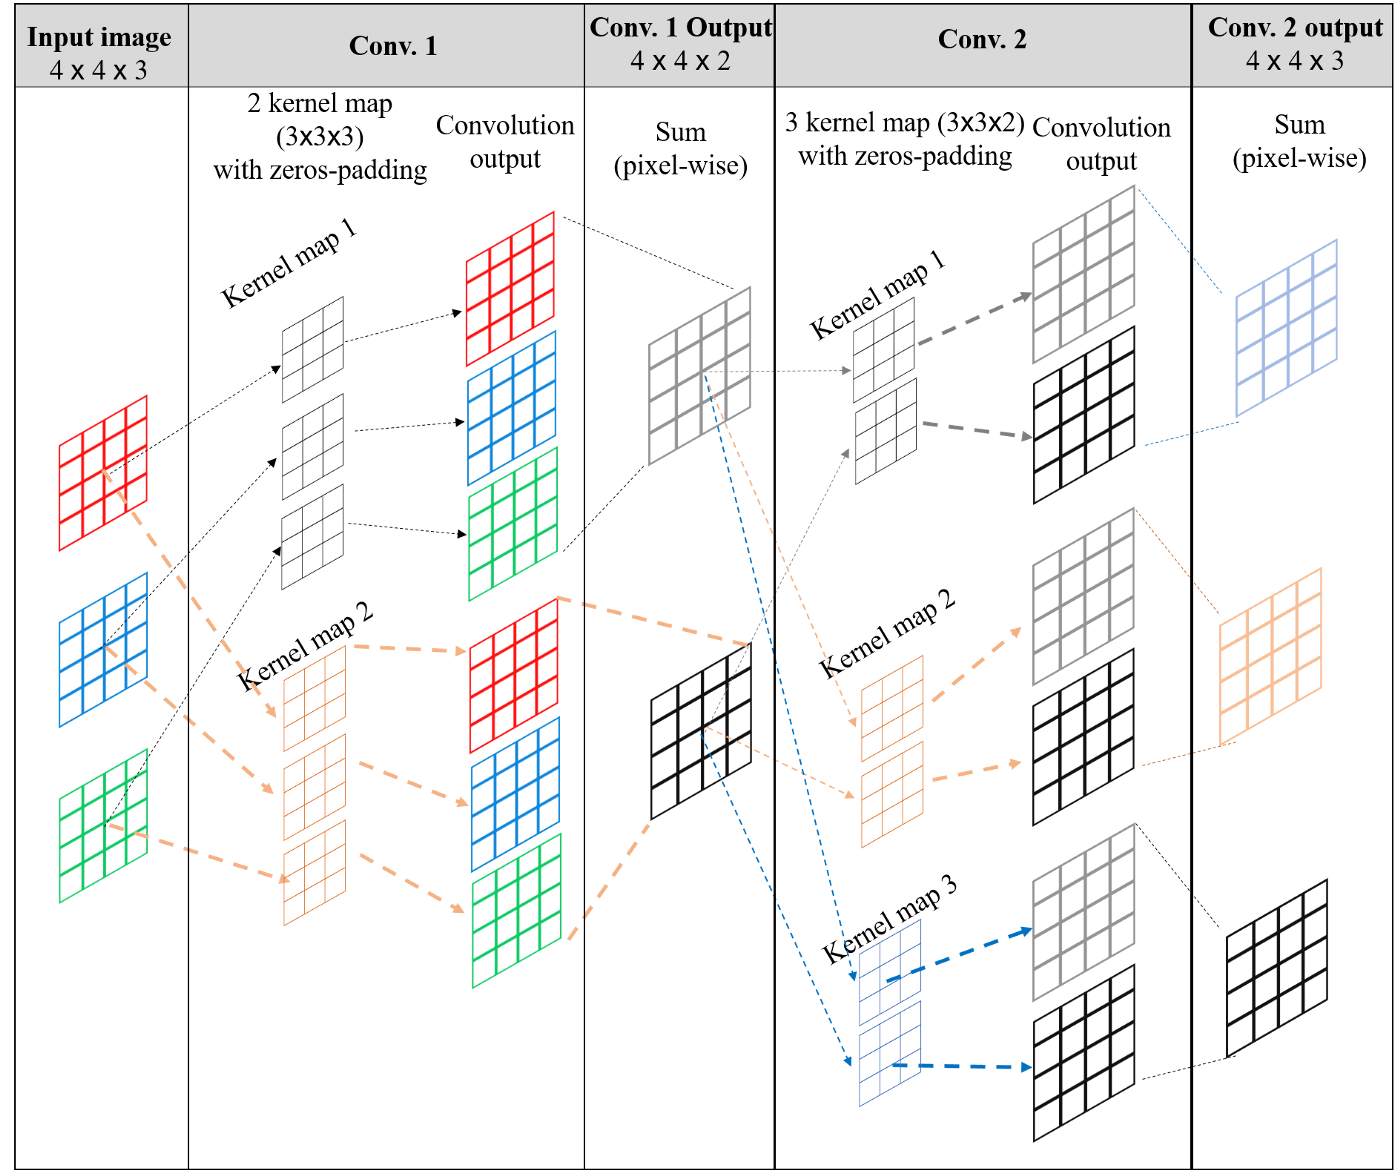 Input image
4 x 4 x 3
Conv. 1
Conv. 1 Output
4 x 4 x 2
Conv. 2
Conv. 2 output
4 x 4 x 3
2 kernel map
(3x3x3)
with zeros-padding
Convolution
output
Sum
(pixel-wise)
3 kernel map (3x3x2)
with zeros-padding
Convolution
output
Sum
(pixel-wise)
Kernel map 1
Kernel map 2
Kernel map 1
Kernel map 2
Kernel map 3